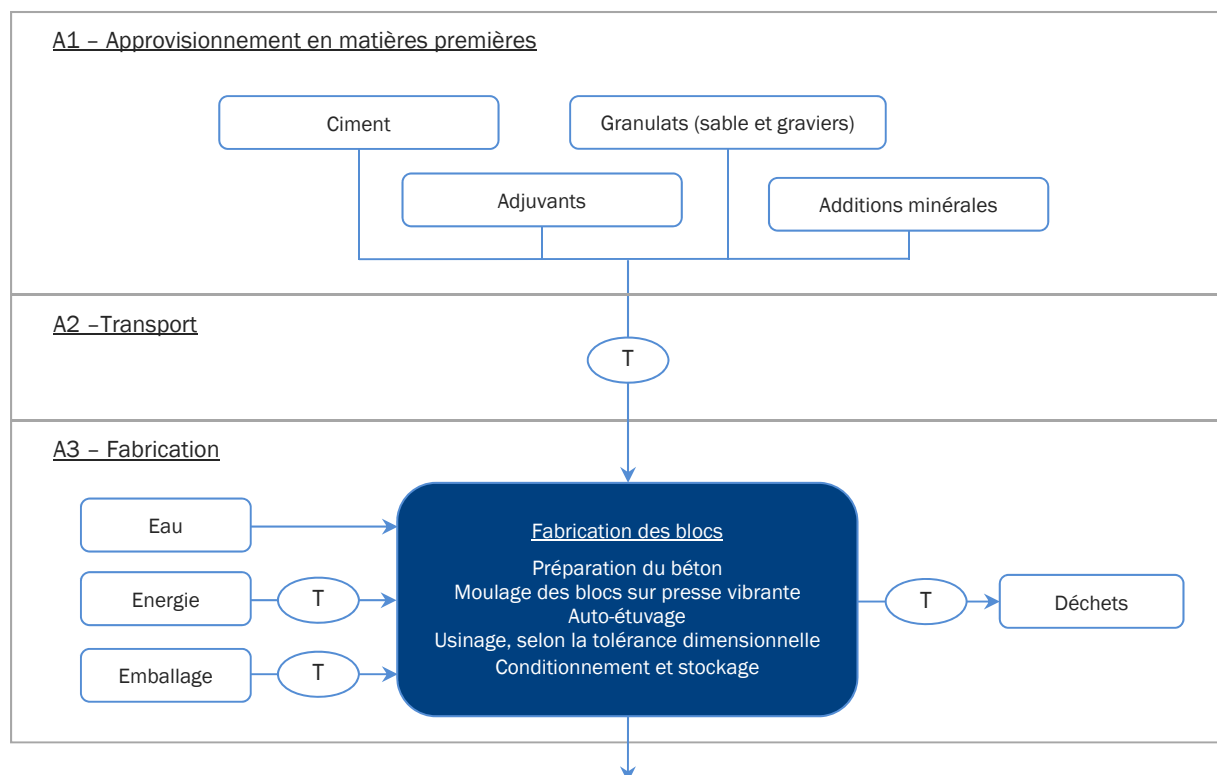 A1 – Approvisionnement en matières premières
Ciment
Granulats (sable et graviers)
Adjuvants
Additions minérales
A2 –Transport
T
A3 – Fabrication
Eau
Energie
T
Emballage
T
Fabrication des blocs
Préparation du béton
Moulage des blocs sur presse vibrante
Auto-étuvage
Usinage, selon la tolérance dimensionnelle
Conditionnement et stockage
T
Déchets